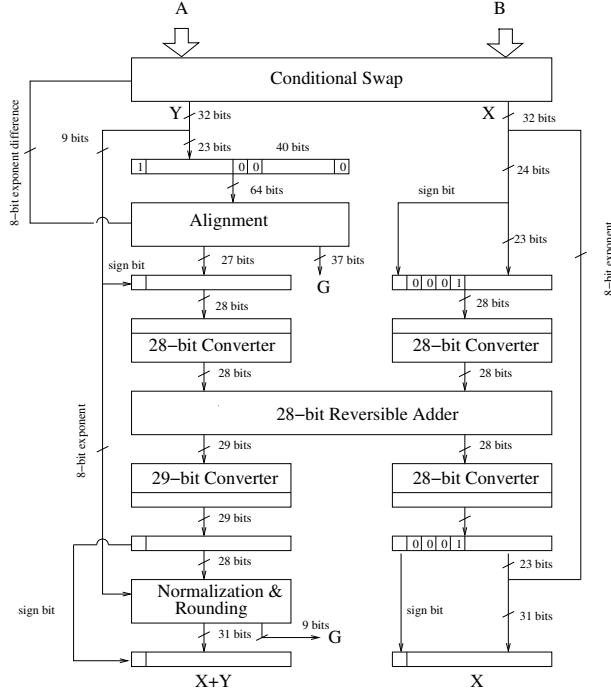 A B
Conditional Swap
Y 32 bits X 32 bits
8−bit exponent difference
9 bits 23 bits 40 bits
1 0 0 0
24 bits
64 bits
sign bit
Alignment
23 bits
8−bit exponent
27 bits 37 bits
sign bit
G
0 0 0 1
28 bits 28 bits
28−bit Converter 28−bit Converter
28 bits 28 bits
28−bit Reversible Adder
8−bit exponent
29 bits 28 bits
29−bit Converter 28−bit Converter
29 bits
0 0 0 1
28 bits 23 bits
Normalization &
Rounding
sign bit sign bit
31 bits 9 bits 31 bits
G
X+Y X